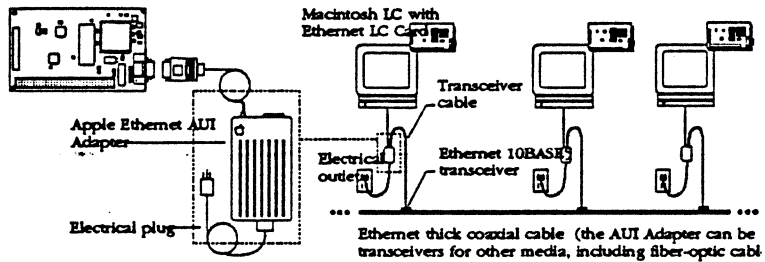 Macintosh LC with
Ethernet LC Card
Transceiver
cable
Apple Ethernet AUI
Adapter
Electrical
outlet
Ethernet 10BASE5
transceiver
Electrical plug
Ethernet thick coaxial cable (the AUI Adapter can be
transceivers for other media, including fiber-optic cabl